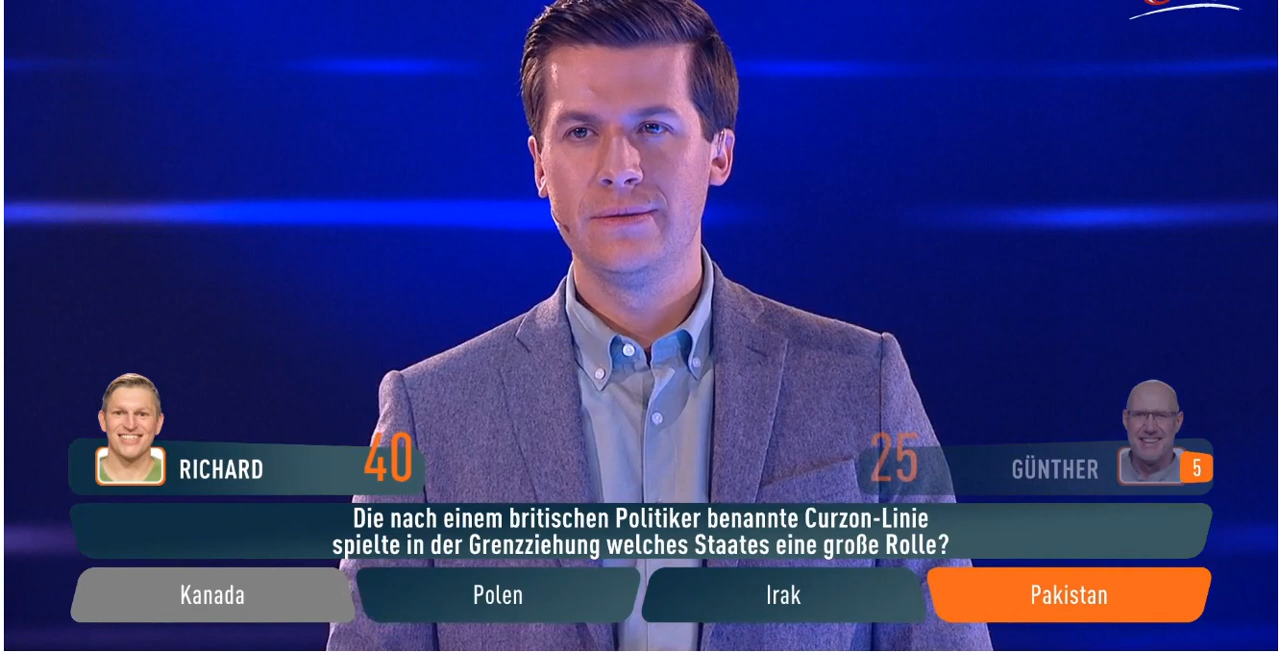 RICHARD
40
25
GÜNTHER
5
Die nach einem britischen Politiker benannte Curzon-Linie
spielte in der Grenzziehung welches Staates eine große Rolle?
Kanada
Polen
Irak
Pakistan